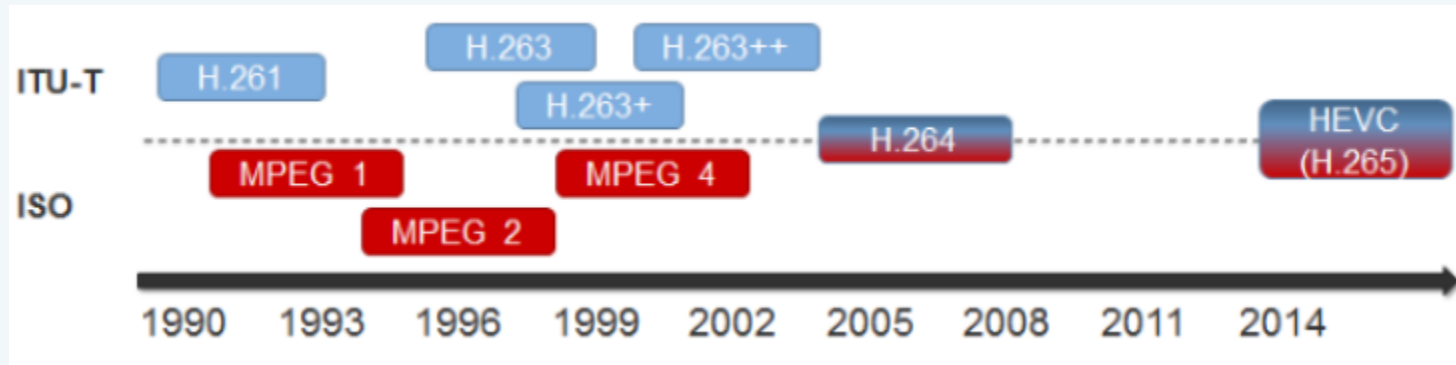 H.263 H.263++
ITU-T H.261
H.263+
H.264 HEVC
(H.265)
MPEG 1 MPEG 4
ISO
MPEG 2
1990 1993 1996 1999 2002 2005 2008 2011 2014